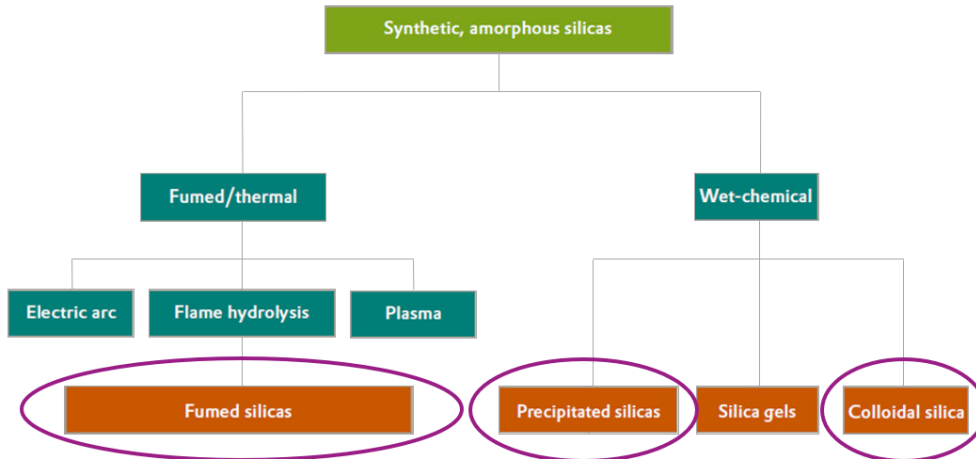 Synthetic, amorphous silicas
Fumed/thermal
Wet-chemical
Electric arc
Flame hydrolysis
Plasma
Fumed silicas
Precipitated silicas
Silica gels
Colloidal silica